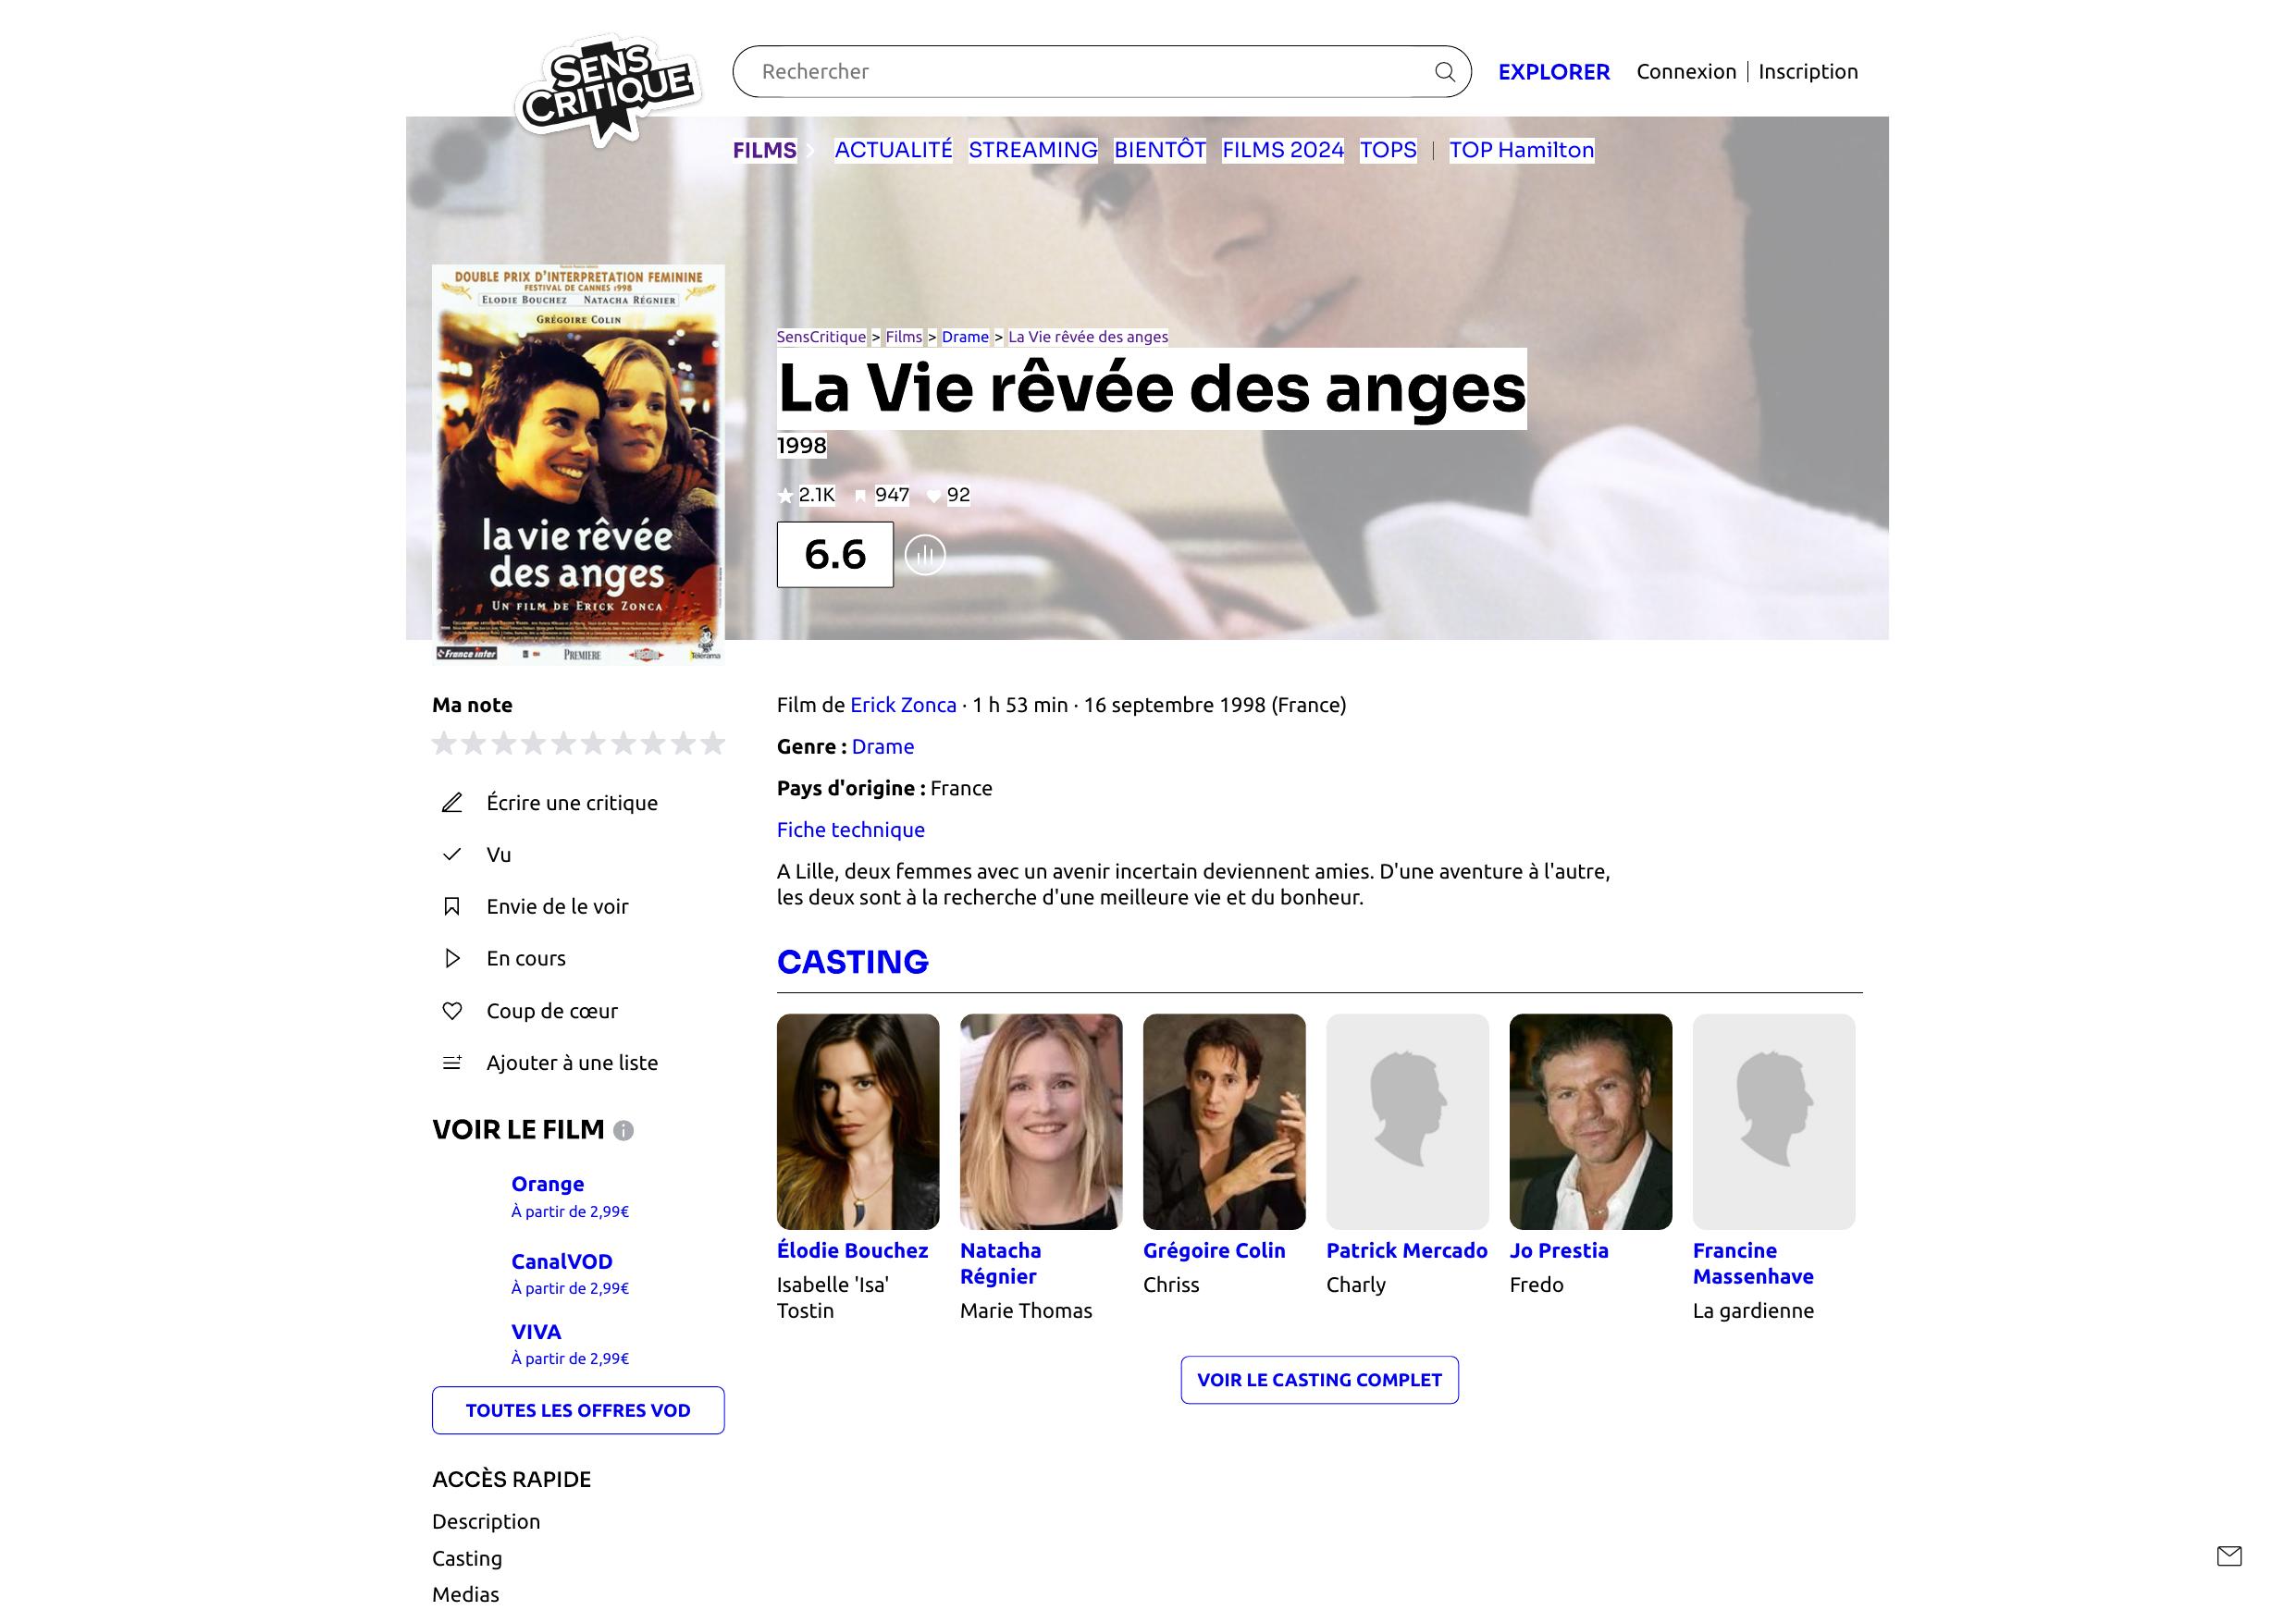 SENS
CRITIQUE
Rechercher
EXPLORER
Connexion | Inscription
FILMS
ACTUALITÉ STREAMING BIENTÔT FILMS 2024 TOPS | TOP Hamilton
DOUBLE PRIX D'INTERPRETATION FEMININE
FESTIVAL DE CANNES 1998
ELODIE BOUCHEZ NATACHA RÉGNIER
GRÉGOIRE COLIN
la vie rêvée
des anges
UN FILM DE ERICK ZONCA
France inter
PREMIERE
Télérama
SensCritique > Films > Drame > La Vie rêvée des anges
La Vie rêvée des anges
1998
2.1K 947 92
6.6
Ma note
Écrire une critique
Vu
Envie de le voir
En cours
Coup de cœur
Ajouter à une liste
VOIR LE FILM
Orange
À partir de 2,99€
CanalVOD
À partir de 2,99€
VIVA
À partir de 2,99€
TOUTES LES OFFRES VOD
ACCÈS RAPIDE
Description
Casting
Medias
Film de Erick Zonca · 1 h 53 min · 16 septembre 1998 (France)
Genre : Drame
Pays d'origine : France
Fiche technique
A Lille, deux femmes avec un avenir incertain deviennent amies. D'une aventure à l'autre,
les deux sont à la recherche d'une meilleure vie et du bonheur.
CASTING
Élodie Bouchez
Isabelle 'Isa'
Tostin
Natacha
Régnier
Marie Thomas
Grégoire Colin
Chriss
Patrick Mercado
Charly
Jo Prestia
Fredo
Francine
Massenhave
La gardienne
VOIR LE CASTING COMPLET